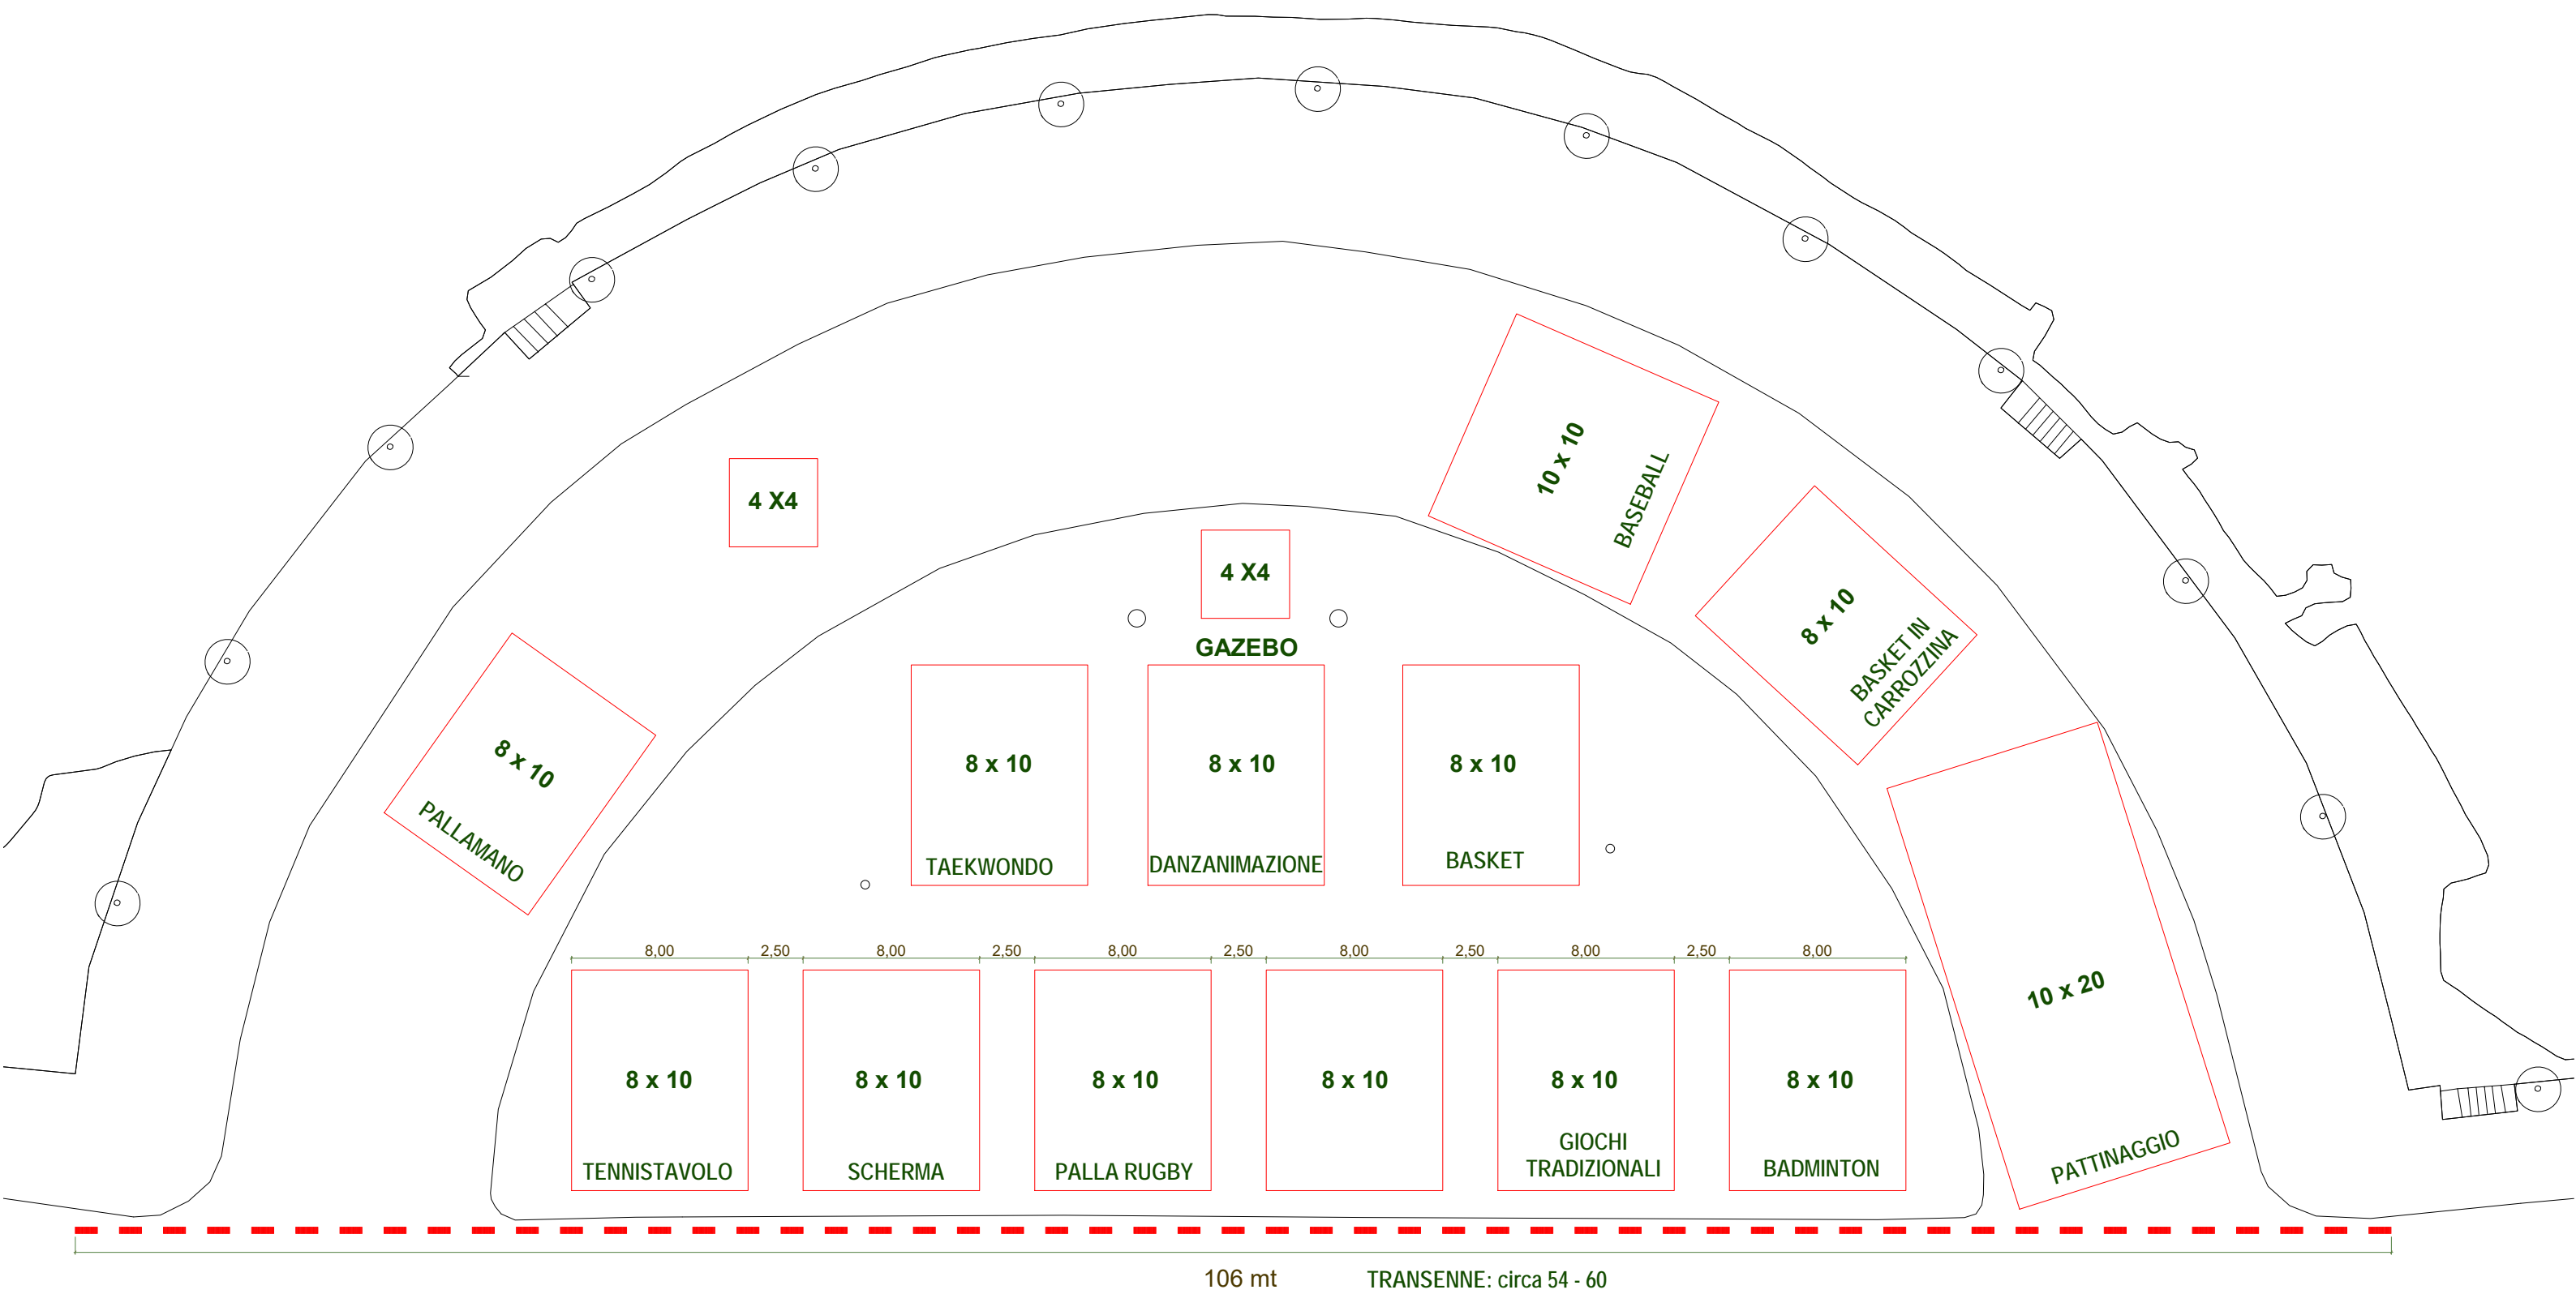 10 x 10
BASEBALL
4 X4
4 X4
GAZEBO
8 x 10
BASKET IN
CARROZZINA
8 x 10
PALLAMANO
8 x 10
TAEKWONDO
8 x 10
DANZANIMAZIONE
8 x 10
BASKET
10 x 20
PATTINAGGIO
8,00 2,50 8,00 2,50 8,00 2,50 8,00 2,50 8,00 2,50 8,00
8 x 10
TENNISTAVOLO
8 x 10
SCHERMA
8 x 10
PALLA RUGBY
8 x 10
8 x 10
GIOCHI
TRADIZIONALI
8 x 10
BADMINTON
106 mt
TRANSENNE: circa 54 - 60